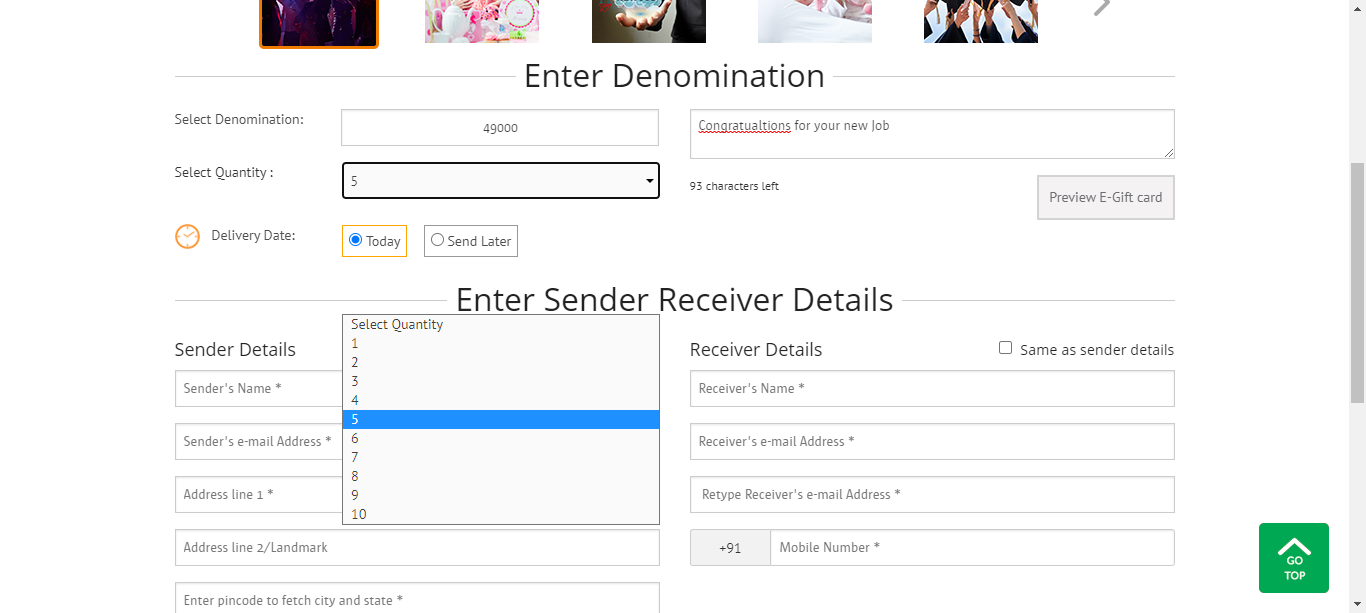 Enter Denomination
Select Denomination:
49000
Congratualtions for your new Job
Select Quantity :
5
93 characters left
Preview E-Gift card
Delivery Date:
Today
Send Later
Enter Sender Receiver Details
Select Quantity
1
2
3
4
5
6
7
8
9
10
Sender Details
Sender's Name *
Sender's e-mail Address *
Address line 1 *
Address line 2/Landmark
Enter pincode to fetch city and state *
Receiver Details
Same as sender details
Receiver's Name *
Receiver's e-mail Address *
Retype Receiver's e-mail Address *
+91
Mobile Number *
GO
TOP